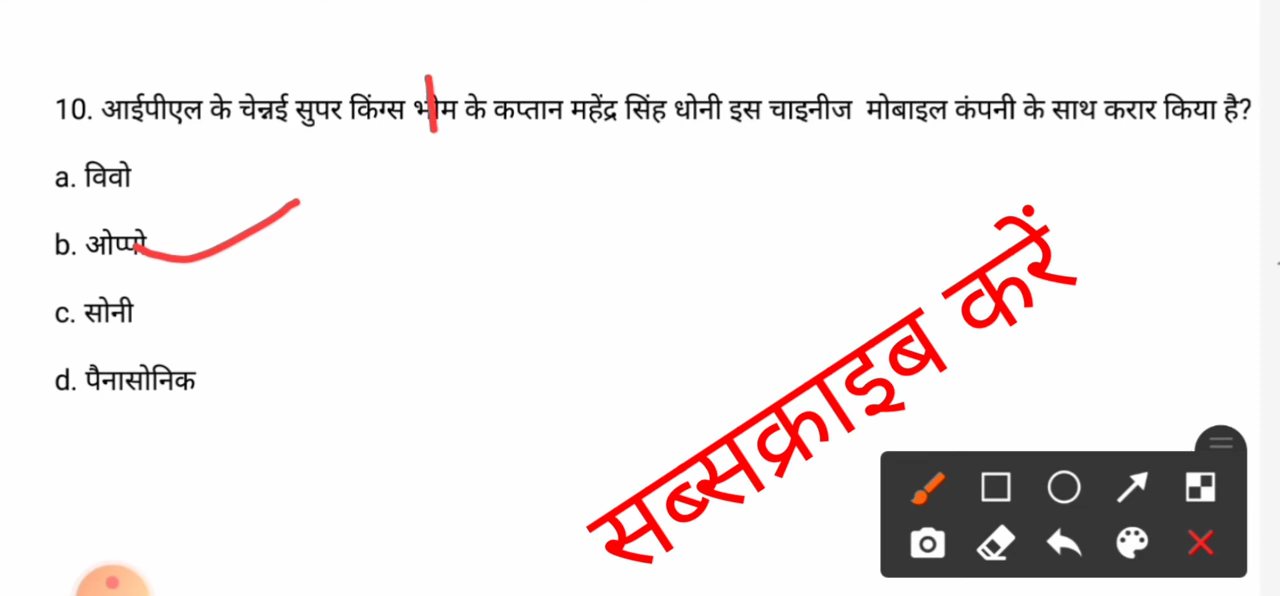 10. आईपीएल के चेन्नई सुपर किंग्स के कप्तान महेंद्र सिंह धोनी इस चाइनीज मोबाइल कंपनी के साथ करार किया है?
a. विवो
b. ओप्पो
c. सोनी
d. पैनासोनिक
सब्सक्राइब करें